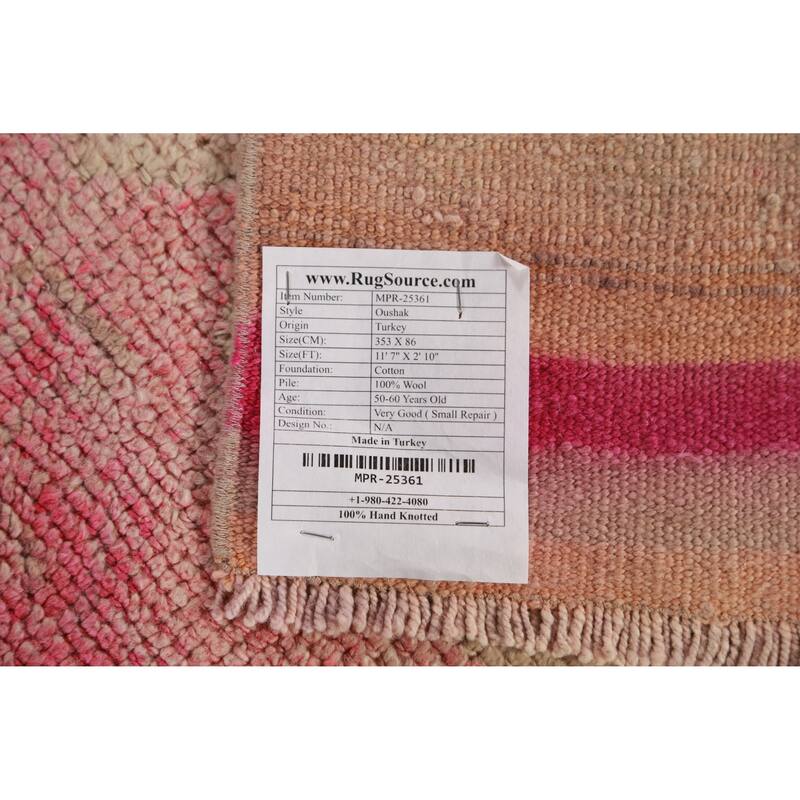 www.RugSource.com
Item Number: MPR-25361
Style Oushak
Origin Turkey
Size(CM): 353 X 86
Size(FT): 11' 7" X 2' 10"
Foundation: Cotton
Pile: 100% Wool
Age: 50-60 Years Old
Condition: Very Good ( Small Repair )
Design No.: N/A
Made in Turkey
MPR-25361
+1-980-422-4080
100% Hand Knotted